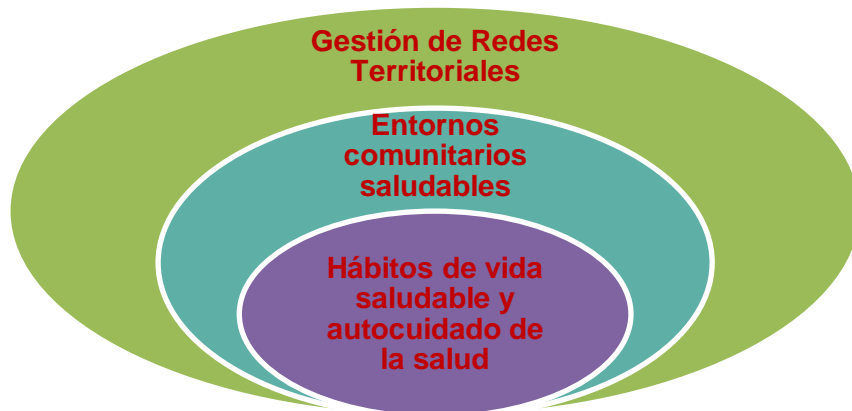 Gestión de Redes
Territoriales
Entornos
comunitarios
saludables
Hábitos de vida
saludable y
autocuidado de
la salud